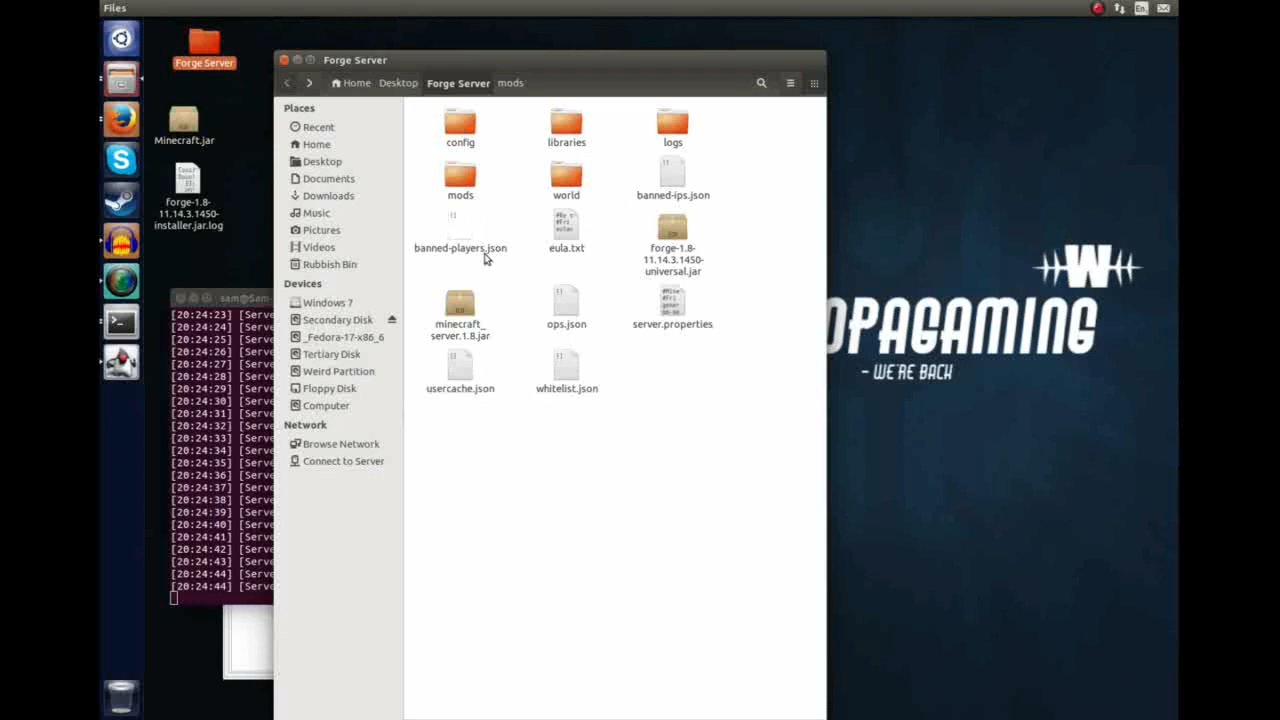 Files
En
Forge Server
Minecraft.jar
forge-1.8-
11.14.3.1450-
installer.jar.log
Forge Server
Home
Desktop
Forge Server
mods
Places
Recent
Home
Desktop
Documents
Downloads
Music
Pictures
Videos
Rubbish Bin
Devices
Windows 7
Secondary Disk
_Fedora-17-x86_6
Tertiary Disk
Weird Partition
Floppy Disk
Computer
Network
Browse Network
Connect to Server
config
libraries
logs
mods
world
banned-ips.json
banned-players.json
eula.txt
forge-1.8-
11.14.3.1450-
universal.jar
minecraft_
server.1.8.jar
ops.json
server.properties
usercache.json
whitelist.json
sam@Sam-
[20:24:23] [Serve
[20:24:24] [Serve
[20:24:25] [Serve
[20:24:26] [Serve
[20:24:27] [Serve
[20:24:28] [Serve
[20:24:29] [Serve
[20:24:30] [Serve
[20:24:31] [Serve
[20:24:32] [Serve
[20:24:33] [Serve
[20:24:34] [Serve
[20:24:35] [Serve
[20:24:36] [Serve
[20:24:37] [Serve
[20:24:38] [Serve
[20:24:39] [Serve
[20:24:40] [Serve
[20:24:41] [Serve
[20:24:42] [Serve
[20:24:43] [Serve
[20:24:44] [Serve
[20:24:44] [Serve
W
OPAGAMING
- WE'RE BACK